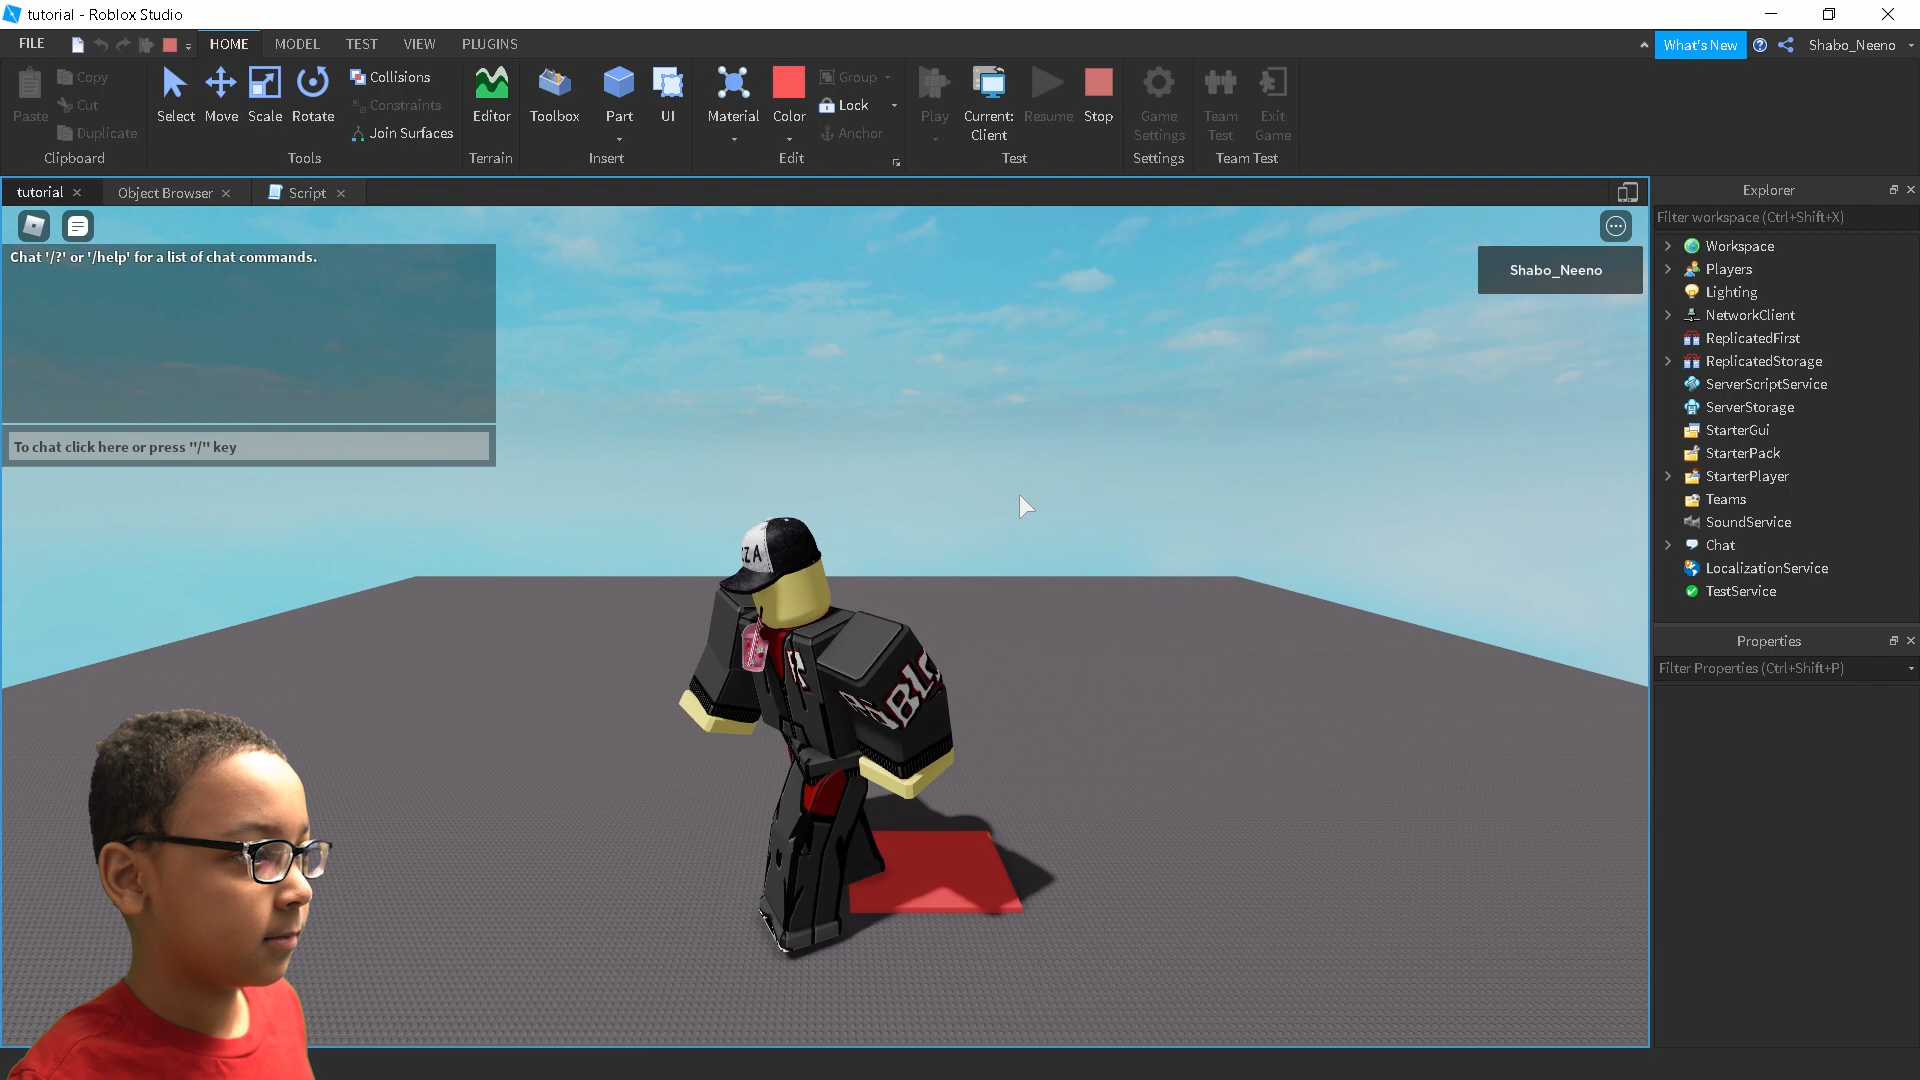 tutorial - Roblox Studio
FILE HOME MODEL TEST VIEW PLUGINS What's New Shabo_Neeno
Paste Copy Cut Duplicate
Clipboard
Select Move Scale Rotate Collisions Constraints Join Surfaces
Tools
Editor
Terrain
Toolbox Part UI
Insert
Material Color Group Lock Anchor
Edit
Play Current: Client Resume Stop
Test
Game Settings
Settings
Team Test Exit Game
Team Test
tutorial Object Browser Script
Chat '/?' or '/help' for a list of chat commands.
To chat click here or press "/" key
Shabo_Neeno
ZA
Explorer
Filter workspace (Ctrl+Shift+X)
Workspace
Players
Lighting
NetworkClient
ReplicatedFirst
ReplicatedStorage
ServerScriptService
ServerStorage
StarterGui
StarterPack
StarterPlayer
Teams
SoundService
Chat
LocalizationService
TestService
Properties
Filter Properties (Ctrl+Shift+P)